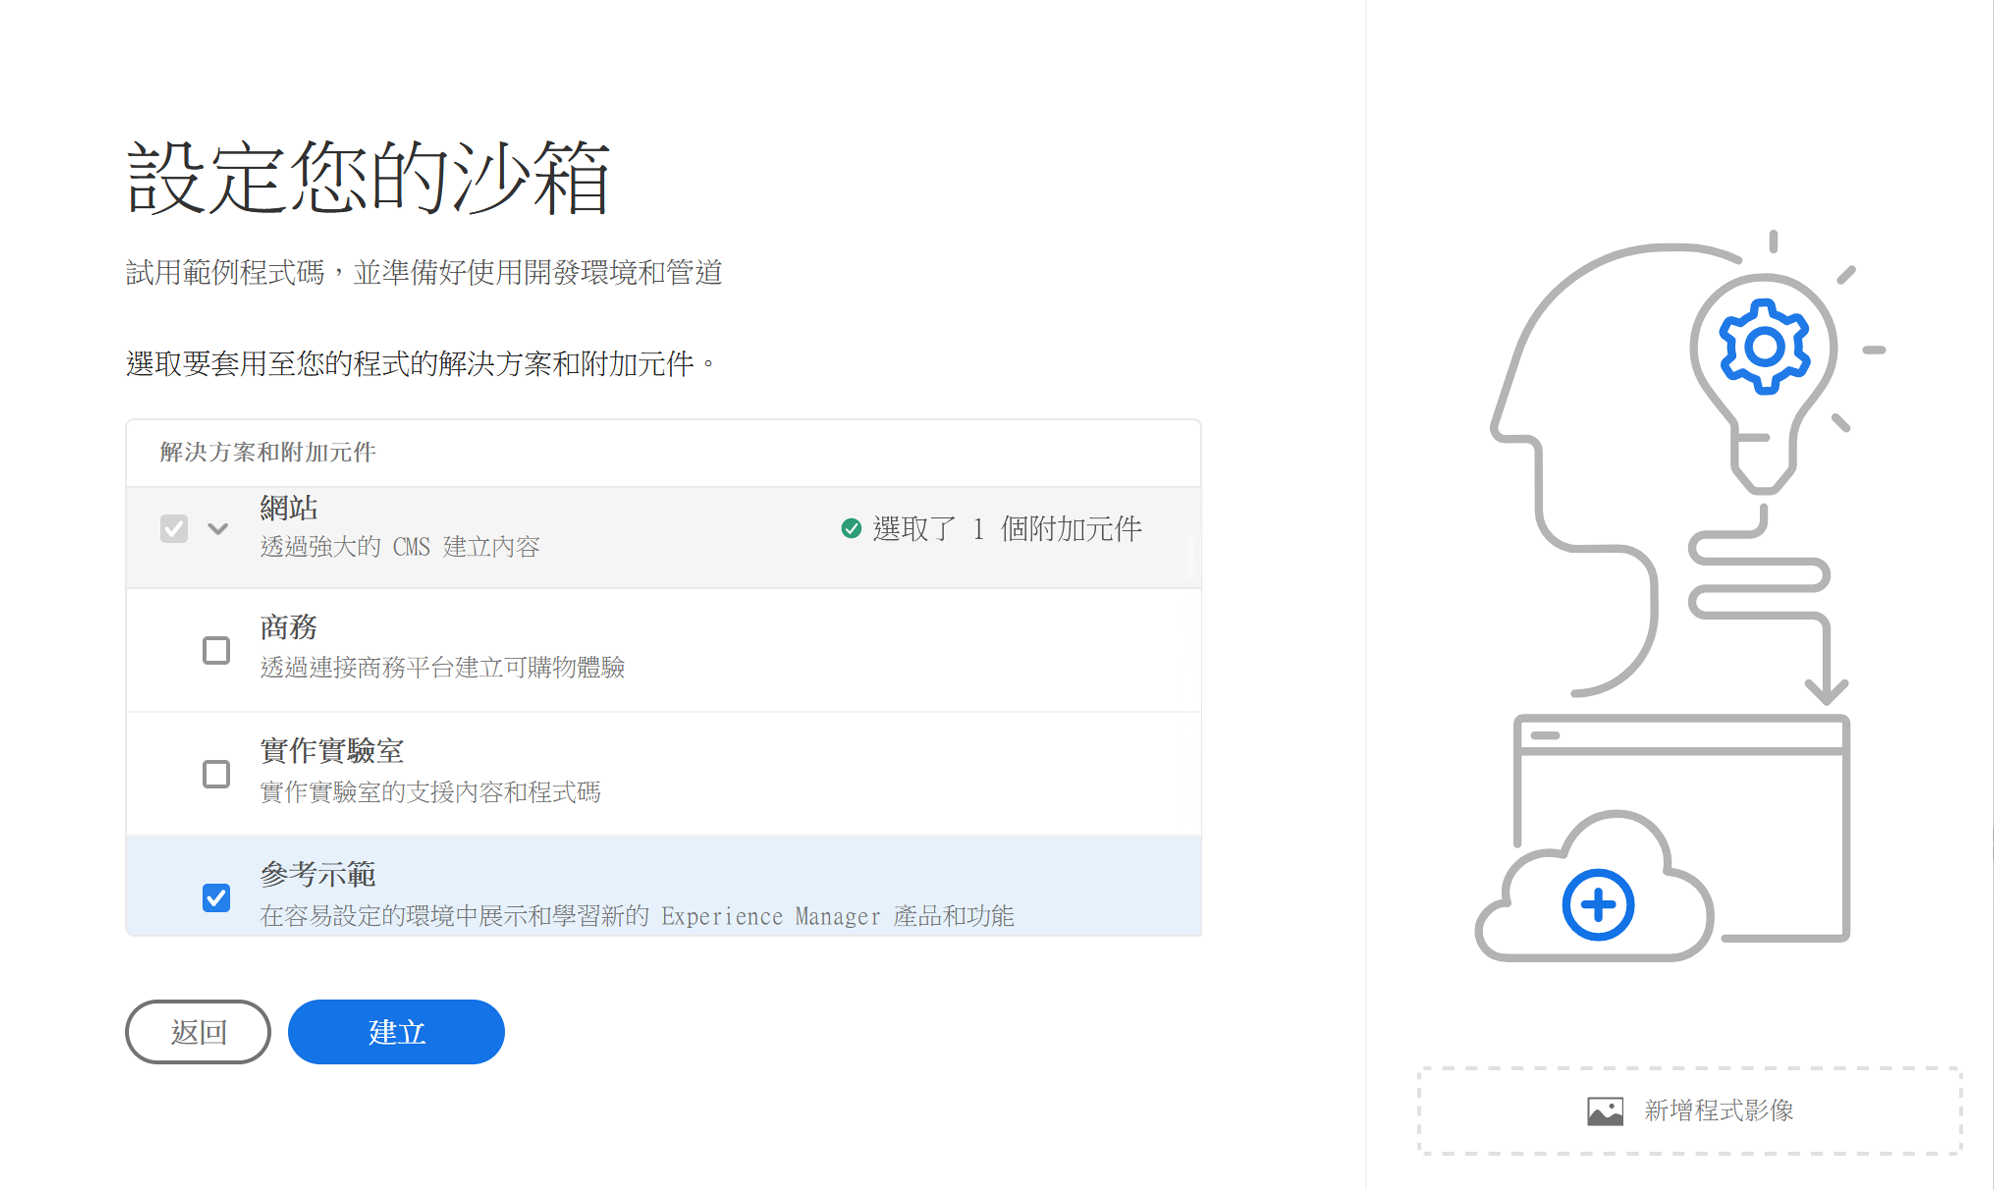 設定您的沙箱
試用範例程式碼，並準備好使用開發環境和管道
選取要套用至您的程式的解決方案和附加元件。
解決方案和附加元件
網站
透過強大的 CMS 建立內容
選取了 1 個附加元件
商務
透過連接商務平台建立可購物體驗
實作實驗室
實作實驗室的支援內容和程式碼
參考示範
在容易設定的環境中展示和學習新的 Experience Manager 產品和功能
返回
建立
新增程式影像